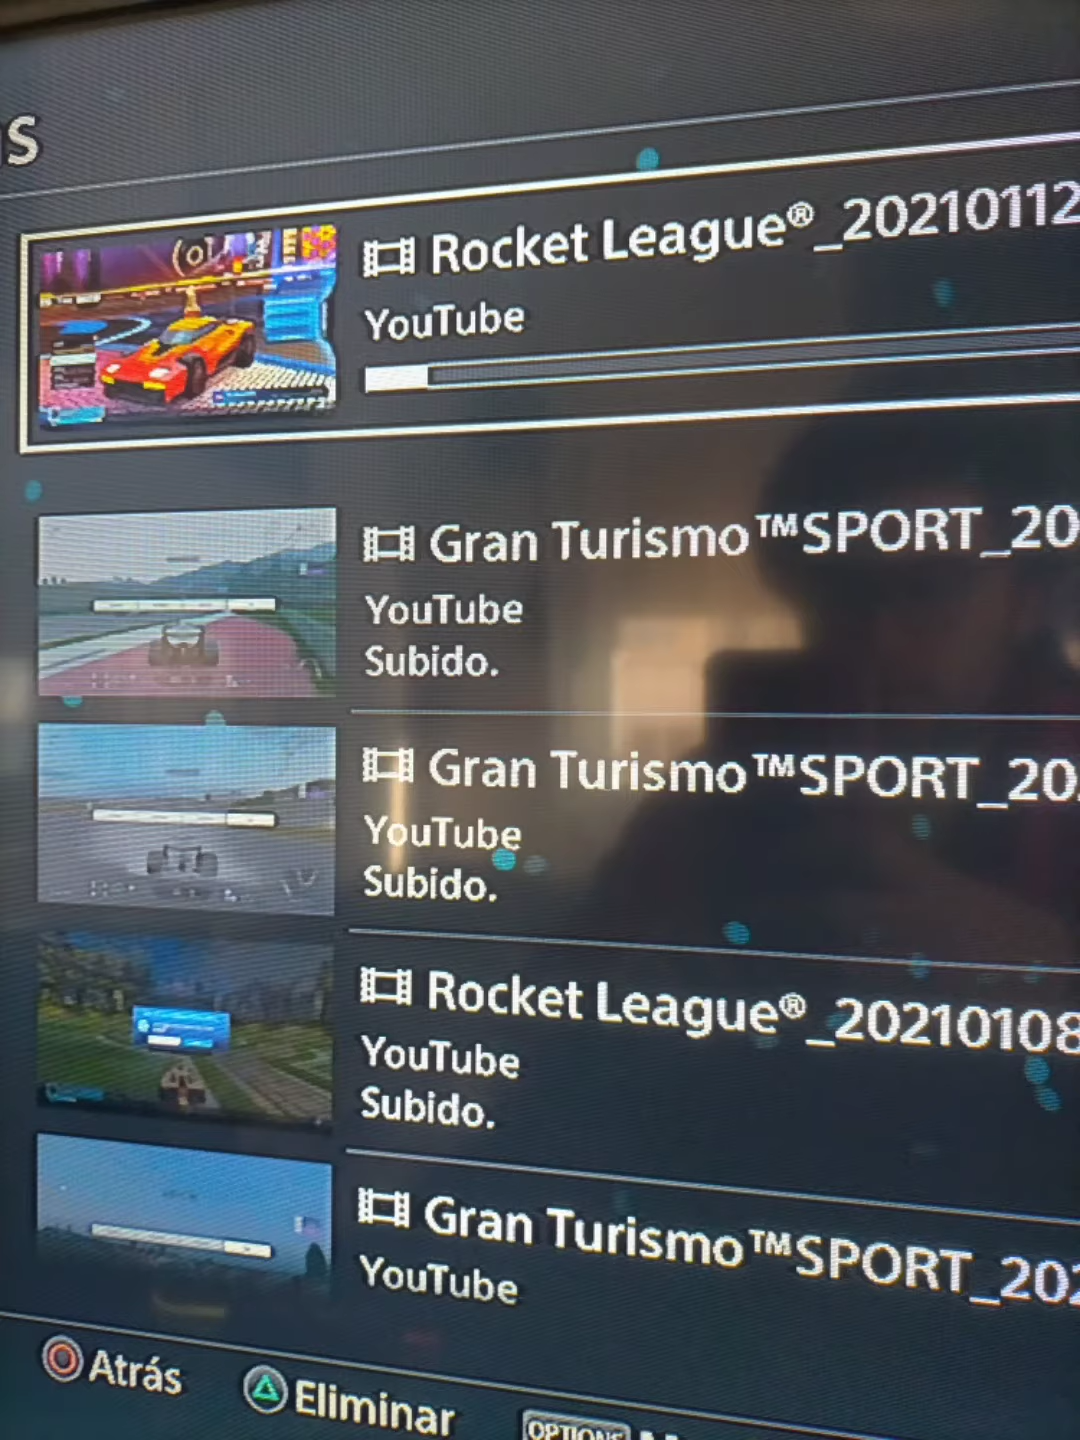 s
Rocket League®_20210112
YouTube
Gran Turismo™SPORT_20
YouTube
Subido.
Gran Turismo™SPORT_20
YouTube
Subido.
Rocket League®_20210108
YouTube
Subido.
Gran Turismo™SPORT_202
YouTube
Atrás
Eliminar
OPTIONS